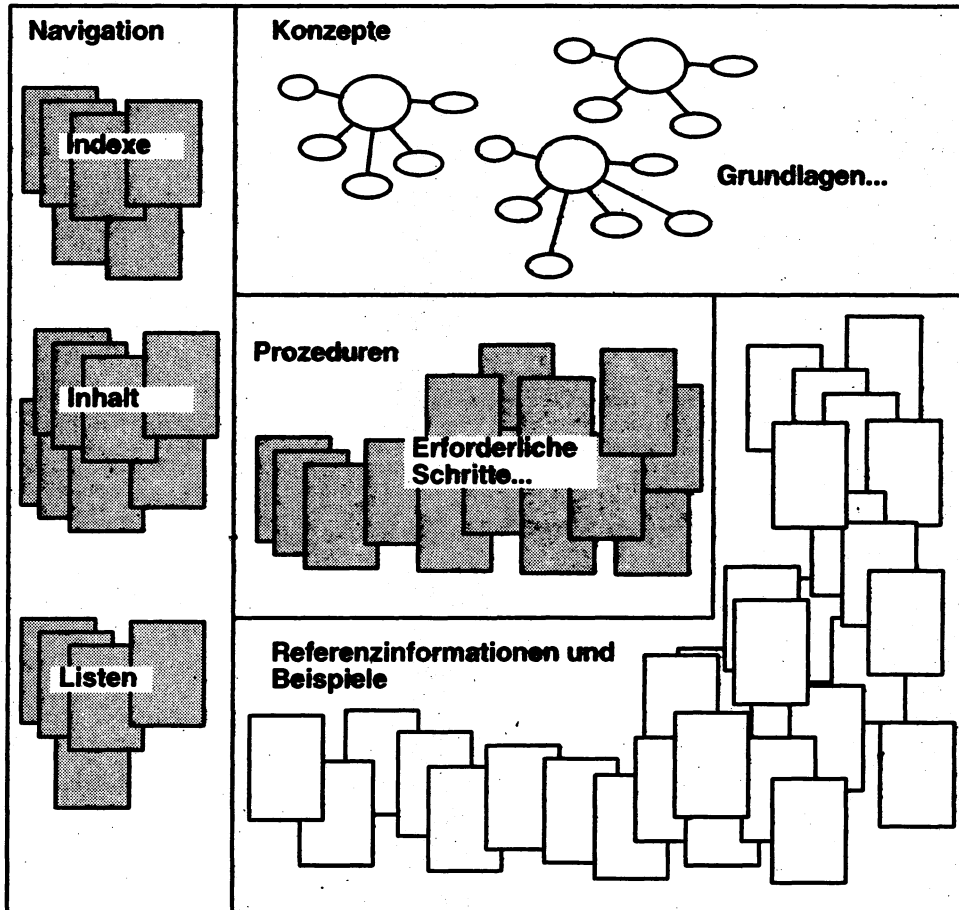 Navigation
Indexe
Inhalt
Listen
Konzepte
Grundlagen...
Prozeduren
Erforderliche
Schritte...
Referenzinformationen und
Beispiele